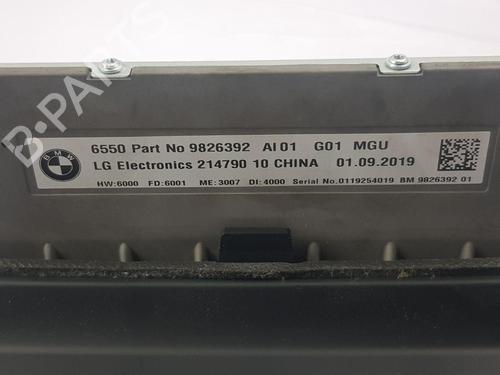 BMW
6550 Part No 9826392 AI 01 G01 MGU
LG Electronics 214790 10 CHINA 01.09.2019
HW:6000 FD:6001 ME:3007 DI:4000 Serial No.0119254019 BM 9826392 01
B-PARTS